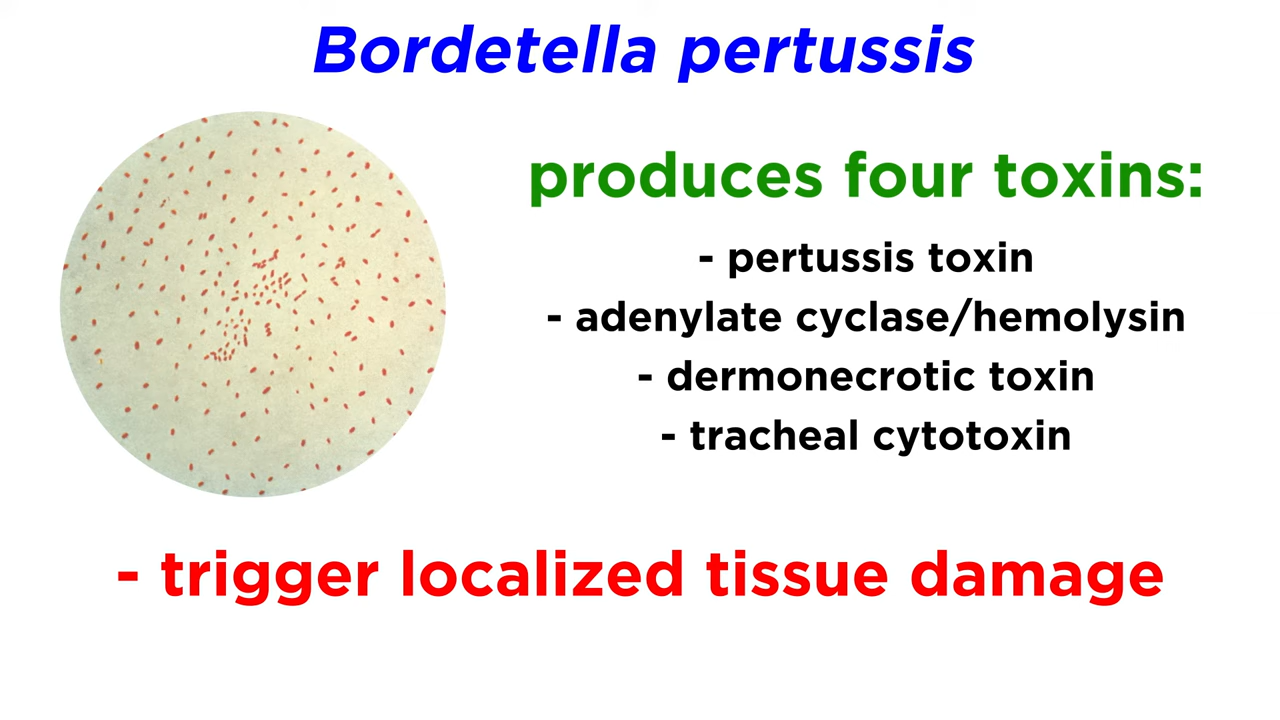 Bordetella pertussis
produces four toxins:
- pertussis toxin
- adenylate cyclase/hemolysin
- dermonecrotic toxin
- tracheal cytotoxin
- trigger localized tissue damage